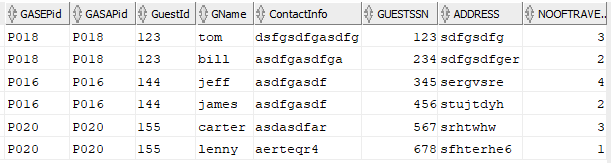 GASEPid GASAPid GuestId GName ContactInfo GUESTSSN ADDRESS NOOFTRAVE...
P018 P018 123 tom dsfgsdfgasdfg 123 sdfgsdfg 3
P018 P018 123 bill asdfgasdfga 234 sdfgsdfger 2
P016 P016 144 jeff asdfgasdf 345 sergvsre 4
P016 P016 144 james asdfgasdf 456 stujtdyh 2
P020 P020 155 carter asdasdfar 567 srhtwhw 3
P020 P020 155 lenny aerteqr4 678 sfhterhe6 1